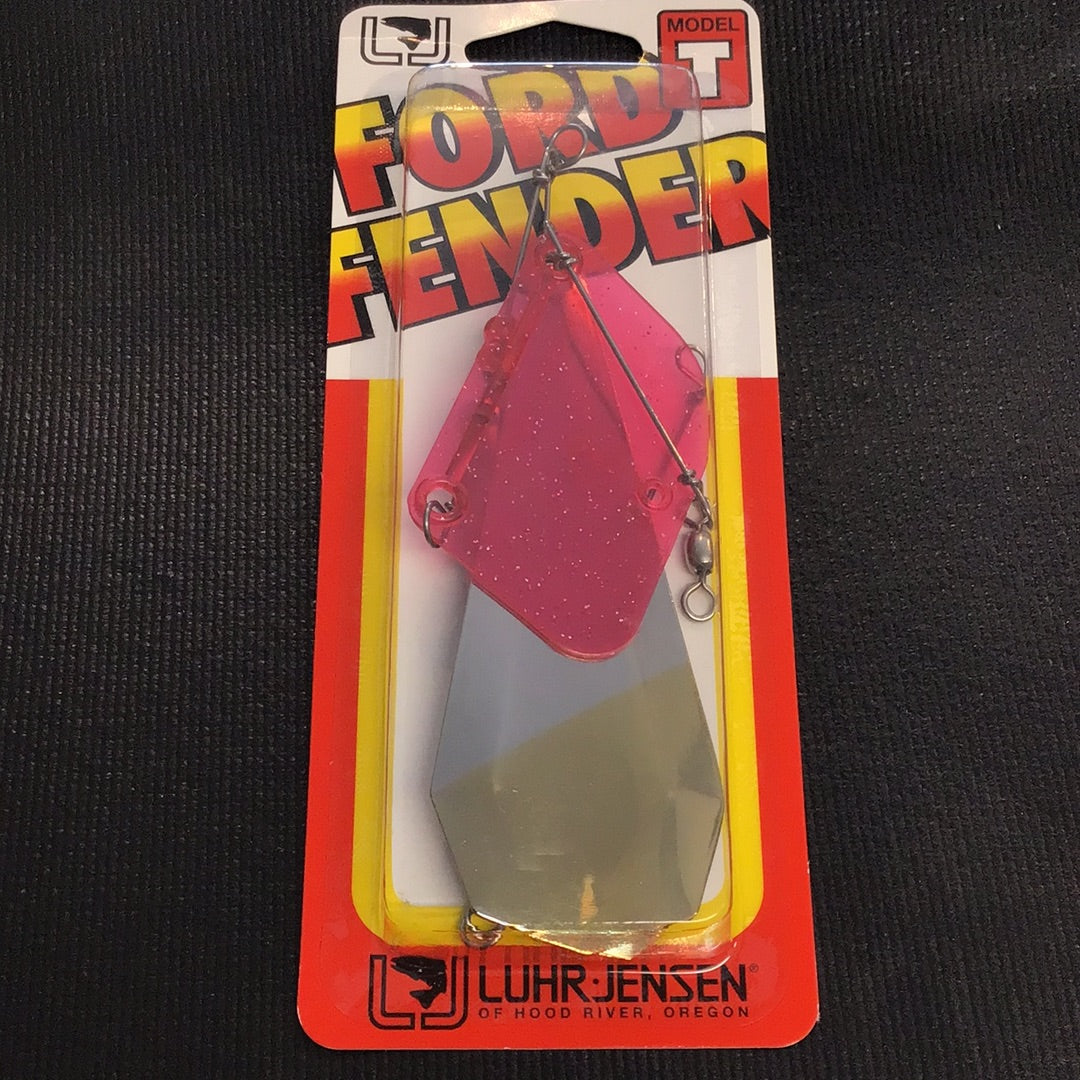 LJ
MODEL
T
FORD
FENDER
LJ
LUHR·JENSEN®
OF HOOD RIVER, OREGON